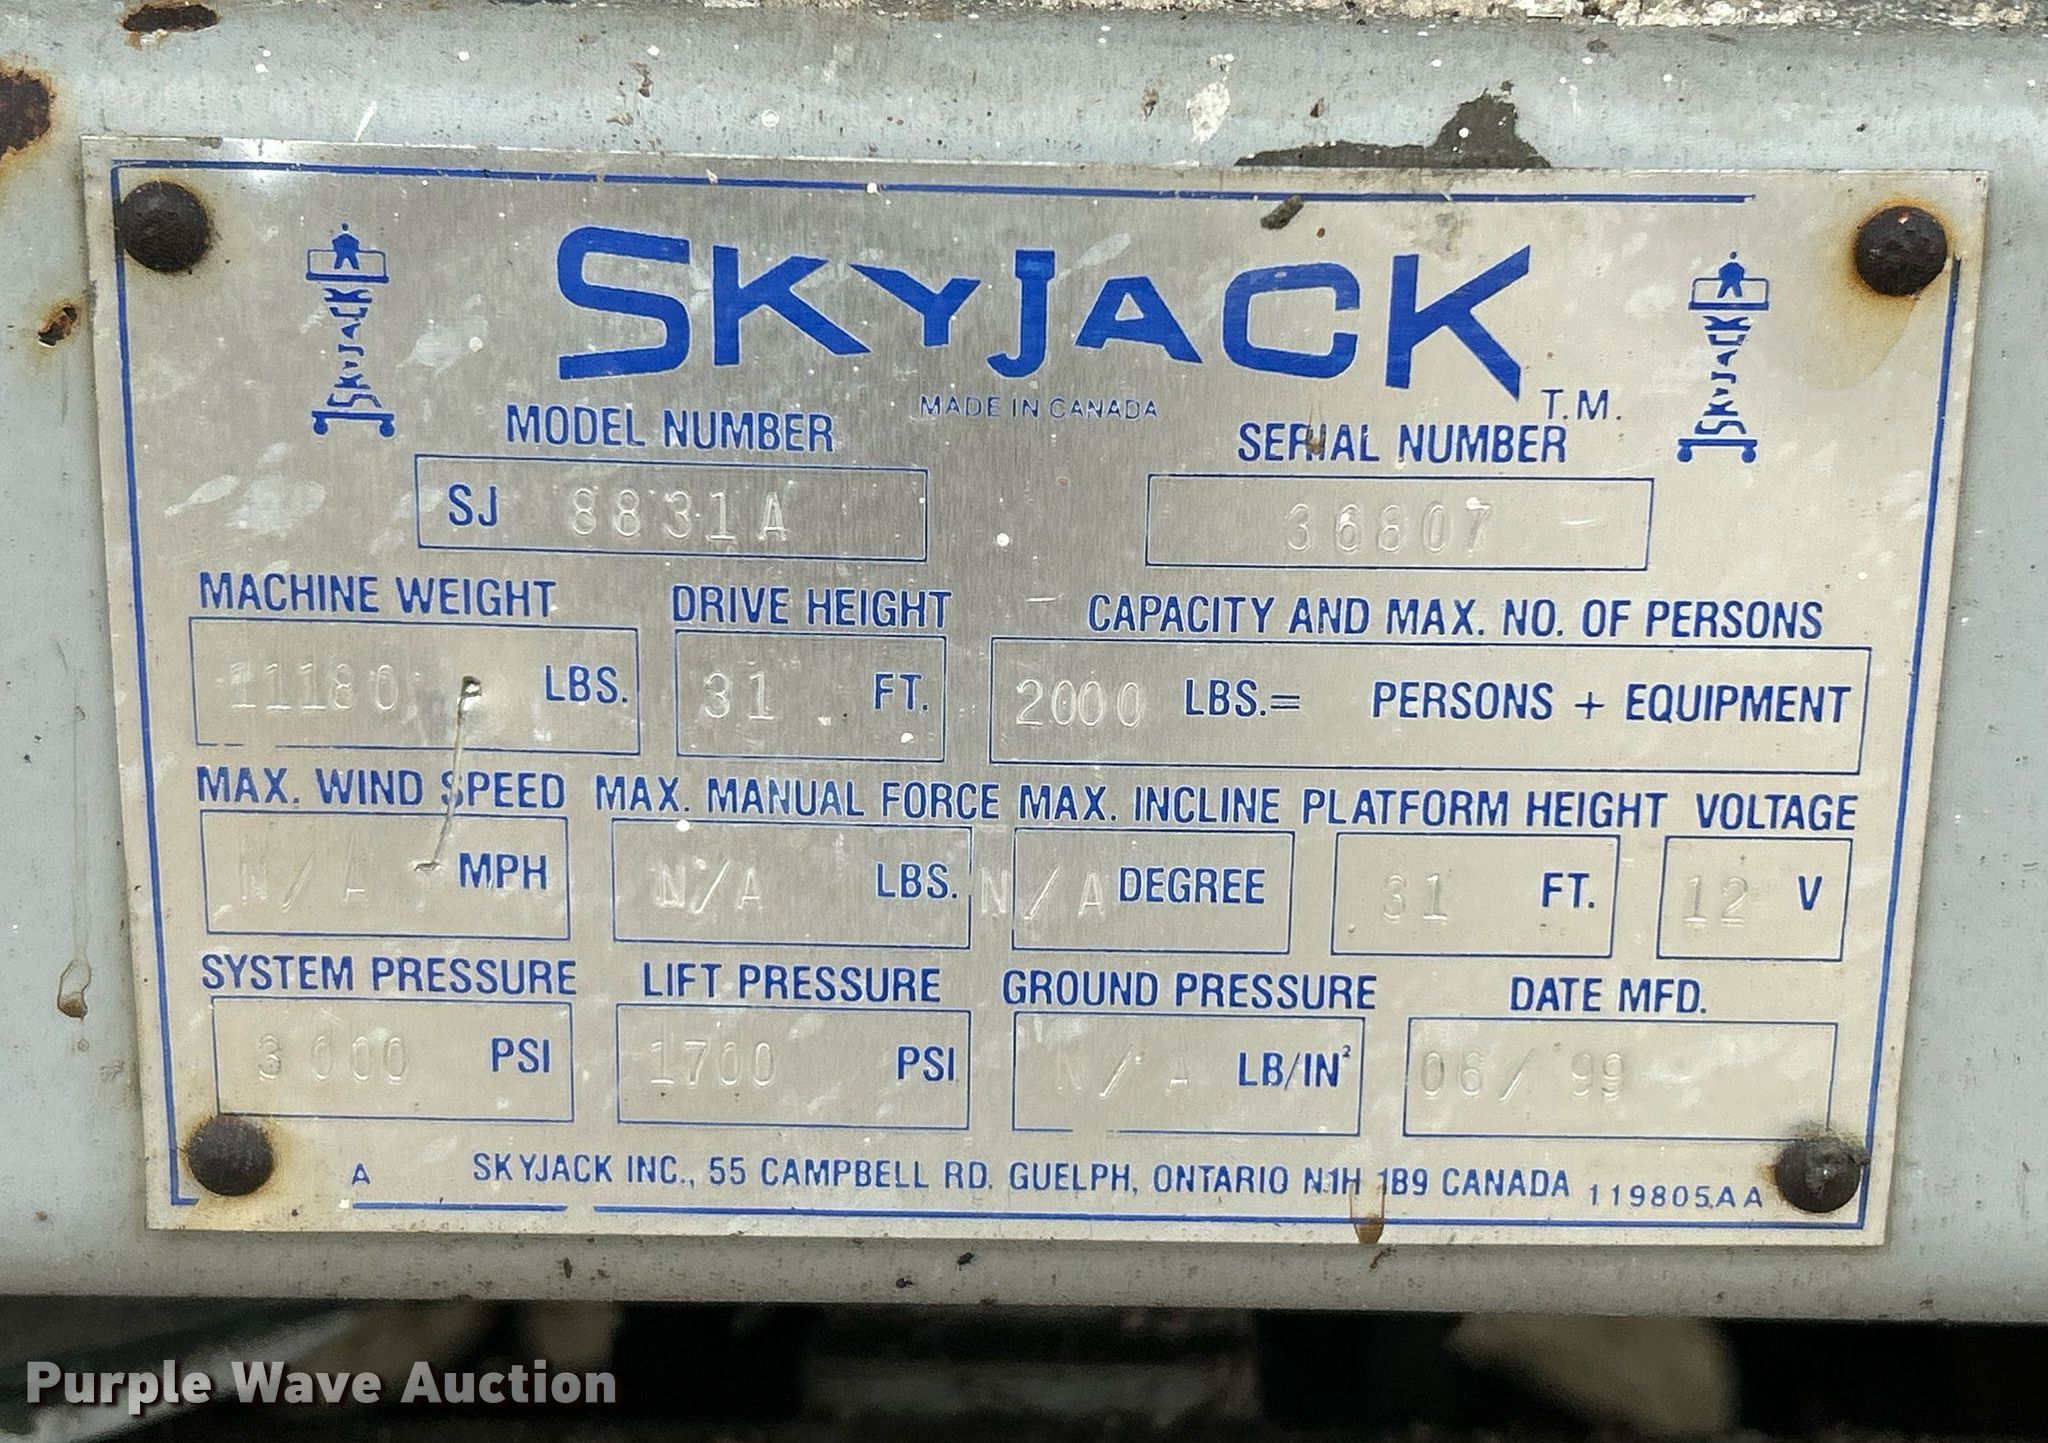 SKYJACK
T.M.
MADE IN CANADA
SKYJACK
SKYJACK
MODEL NUMBER SERIAL NUMBER
SJ 8831A 36807
MACHINE WEIGHT DRIVE HEIGHT CAPACITY AND MAX. NO. OF PERSONS
11180 LBS. 31 FT. 2000 LBS.= PERSONS + EQUIPMENT
MAX. WIND SPEED MAX. MANUAL FORCE MAX. INCLINE PLATFORM HEIGHT VOLTAGE
N/A MPH N/A LBS. N/A DEGREE 31 FT. 12 V
SYSTEM PRESSURE LIFT PRESSURE GROUND PRESSURE DATE MFD.
3000 PSI 1700 PSI N/A LB/IN² 06/99
A SKYJACK INC., 55 CAMPBELL RD. GUELPH, ONTARIO N1H 1B9 CANADA 119805AA
Purple Wave Auction